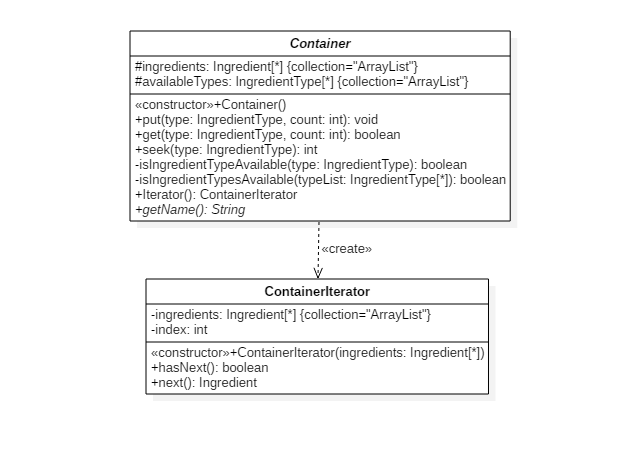 Container
#ingredients: Ingredient[*] {collection="ArrayList"}
#availableTypes: IngredientType[*] {collection="ArrayList"}
«constructor»+Container()
+put(type: IngredientType, count: int): void
+get(type: IngredientType, count: int): boolean
+seek(type: IngredientType): int
-isIngredientTypeAvailable(type: IngredientType): boolean
-isIngredientTypesAvailable(typeList: IngredientType[*]): boolean
+Iterator(): ContainerIterator
+getName(): String
«create»
ContainerIterator
-ingredients: Ingredient[*] {collection="ArrayList"}
-index: int
«constructor»+ContainerIterator(ingredients: Ingredient[*])
+hasNext(): boolean
+next(): Ingredient